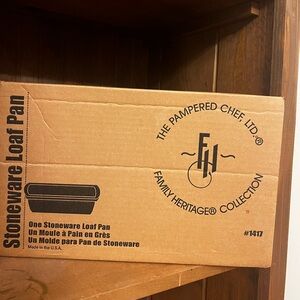 Stoneware Loaf Pan
THE PAMPERED CHEF, LTD.®
FH
FAMILY HERITAGE® COLLECTION
One Stoneware Loaf Pan
Un Moule à Pain en Grès
Un Molde para Pan de Stoneware
Made in the U.S.A.
#1417